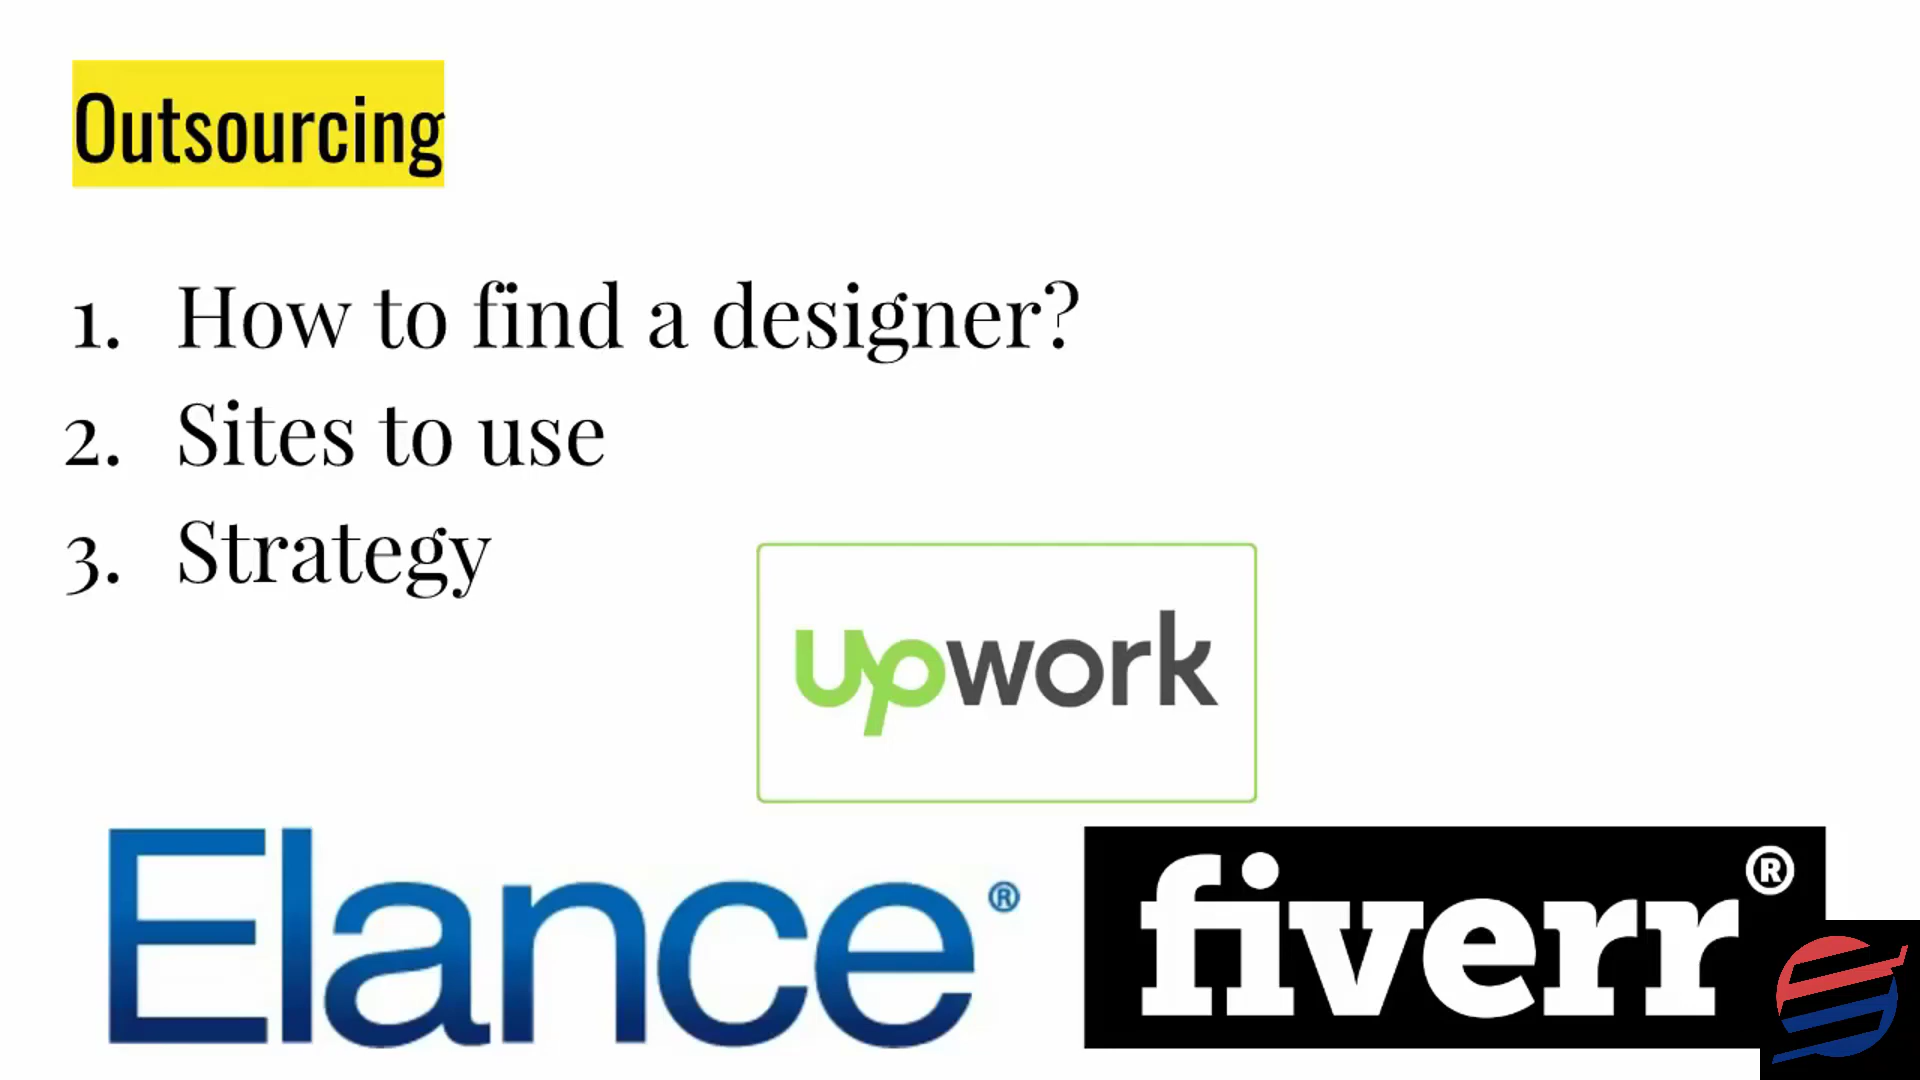 Outsourcing
1. How to find a designer?
2. Sites to use
3. Strategy
upwork
Elance®
fiverr®